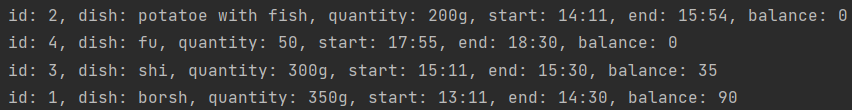 id: 2, dish: potatoe with fish, quantity: 200g, start: 14:11, end: 15:54, balance: 0
id: 4, dish: fu, quantity: 50, start: 17:55, end: 18:30, balance: 0
id: 3, dish: shi, quantity: 300g, start: 15:11, end: 15:30, balance: 35
id: 1, dish: borsh, quantity: 350g, start: 13:11, end: 14:30, balance: 90